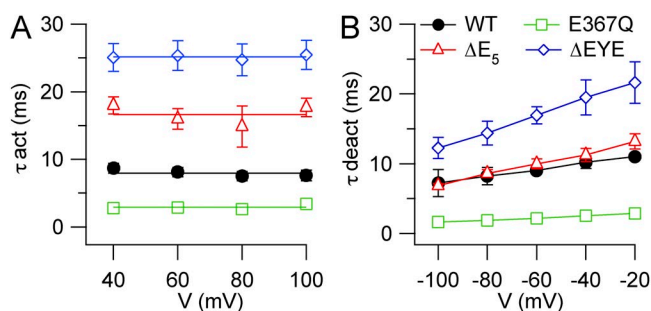 A
30
20
10
0
τ act (ms)
40 60 80 100
V (mV)
B
WT
E367Q
ΔE5
ΔEYE
30
20
10
0
τ deact (ms)
-100 -80 -60 -40 -20
V (mV)